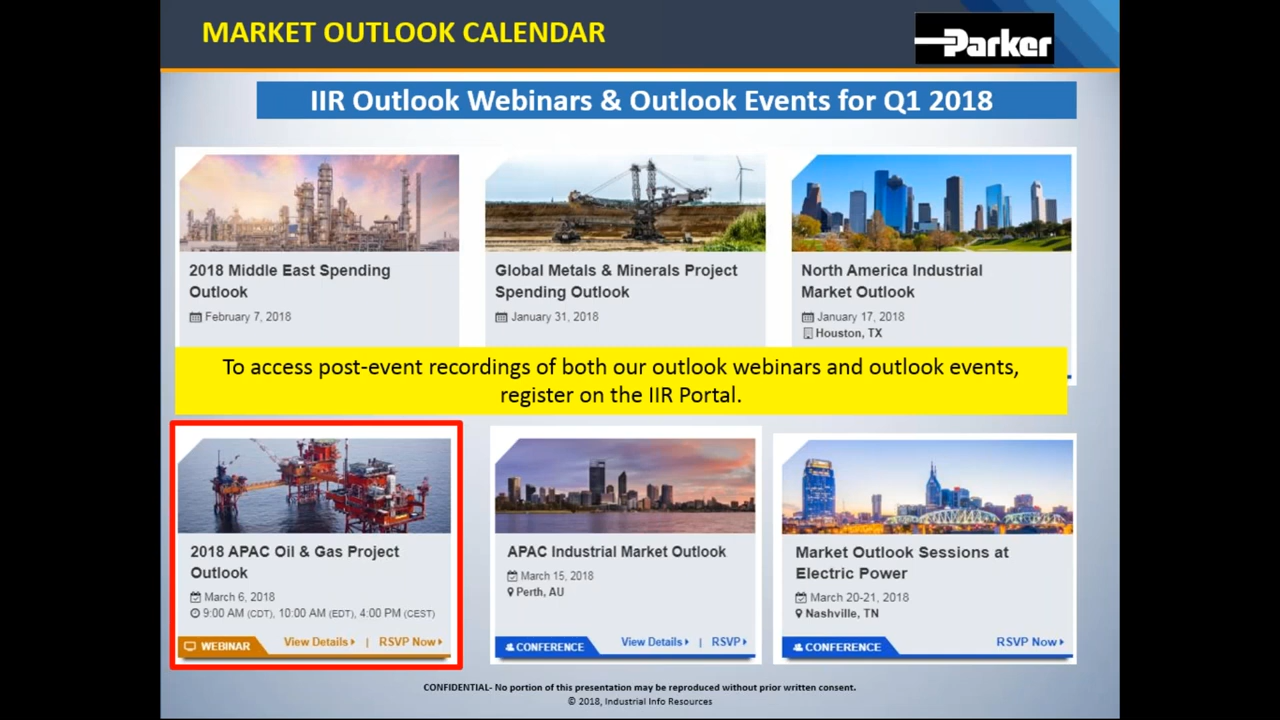 MARKET OUTLOOK CALENDAR
Parker
IIR Outlook Webinars & Outlook Events for Q1 2018
2018 Middle East Spending
Outlook
February 7, 2018
Global Metals & Minerals Project
Spending Outlook
January 31, 2018
North America Industrial
Market Outlook
January 17, 2018
Houston, TX
To access post-event recordings of both our outlook webinars and outlook events,
register on the IIR Portal.
2018 APAC Oil & Gas Project
Outlook
March 6, 2018
9:00 AM (CDT), 10:00 AM (EDT), 4:00 PM (CEST)
WEBINAR View Details | RSVP Now
APAC Industrial Market Outlook
March 15, 2018
Perth, AU
CONFERENCE View Details | RSVP
Market Outlook Sessions at
Electric Power
March 20-21, 2018
Nashville, TN
CONFERENCE RSVP Now
CONFIDENTIAL- No portion of this presentation may be reproduced without prior written consent.
© 2018, Industrial Info Resources